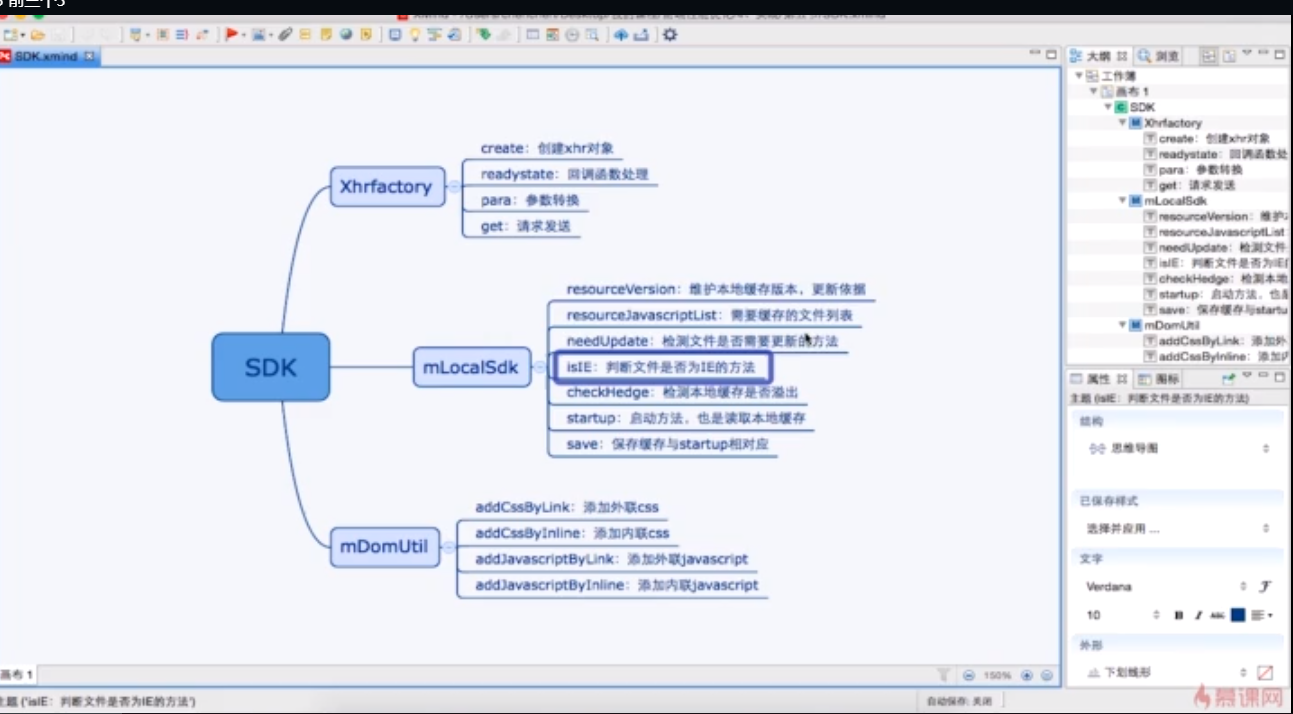 SDK.xmind
create：创建xhr对象
readystate：回调函数处理
Xhrfactory
para：参数转换
get：请求发送
resourceVersion：维护本地缓存版本，更新依据
resourceJavascriptList：需要缓存的文件列表
needUpdate：检测文件是否需要更新的方法
SDK
mLocalSdk
isIE：判断文件是否为IE的方法
checkHedge：检测本地缓存是否溢出
startup：启动方法，也是读取本地缓存
save：保存缓存与startup相对应
addCssByLink：添加外联css
addCssByInline：添加内联css
mDomUtil
addJavascriptByLink：添加外联javascript
addJavascriptByInline：添加内联javascript
画布 1
150%
主题 ('isIE：判断文件是否为IE的方法')
自动保存: 关闭
大纲
浏览
工作簿
画布 1
SDK
Xhrfactory
create：创建xhr对象
readystate：回调函数处
para：参数转换
get：请求发送
mLocalSdk
resourceVersion：维护
resourceJavascriptList
needUpdate：检测文件
isIE：判断文件是否为IE
checkHedge：检测本地
startup：启动方法，也是
save：保存缓存与startu
mDomUtil
addCssByLink：添加外
addCssByInline：添加内
属性
图标
主题 (isIE：判断文件是否为IE的方法)
结构
思维导图
已保存样式
选择并应用 ...
文字
Verdana
10
B I ABC
外形
下划线形
慕课网